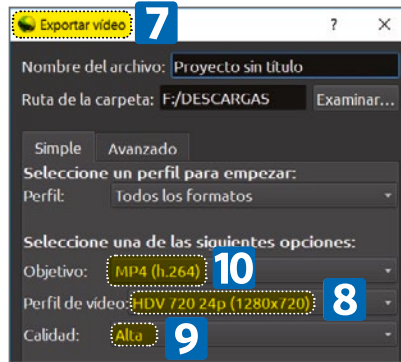 Exportar vídeo 7 ? ×
Nombre del archivo: Proyecto sin título
Ruta de la carpeta: F:/DESCARGAS Examinar...
Simple Avanzado
Seleccione un perfil para empezar:
Perfil: Todos los formatos
Seleccione una de las siguientes opciones:
Objetivo: MP4 (h.264) 10
Perfil de vídeo: HDV 720 24p (1280x720) 8
Calidad: Alta 9